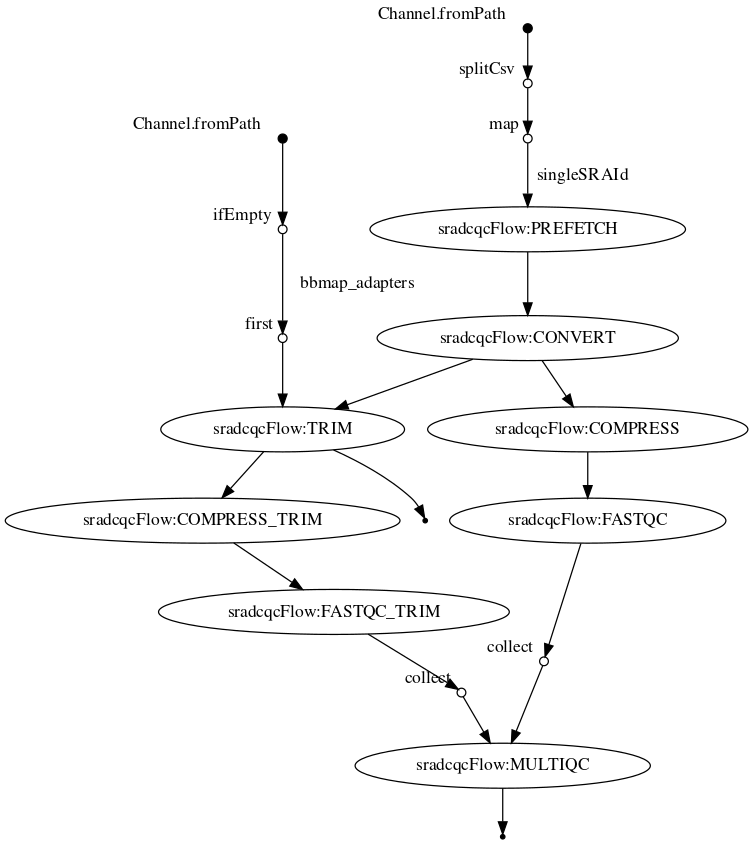 Channel.fromPath
splitCsv
Channel.fromPath
map
singleSRAId
ifEmpty
sradcqcFlow:PREFETCH
bbmap_adapters
first
sradcqcFlow:CONVERT
sradcqcFlow:TRIM
sradcqcFlow:COMPRESS
sradcqcFlow:COMPRESS_TRIM
sradcqcFlow:FASTQC
sradcqcFlow:FASTQC_TRIM
collect
collect
sradcqcFlow:MULTIQC